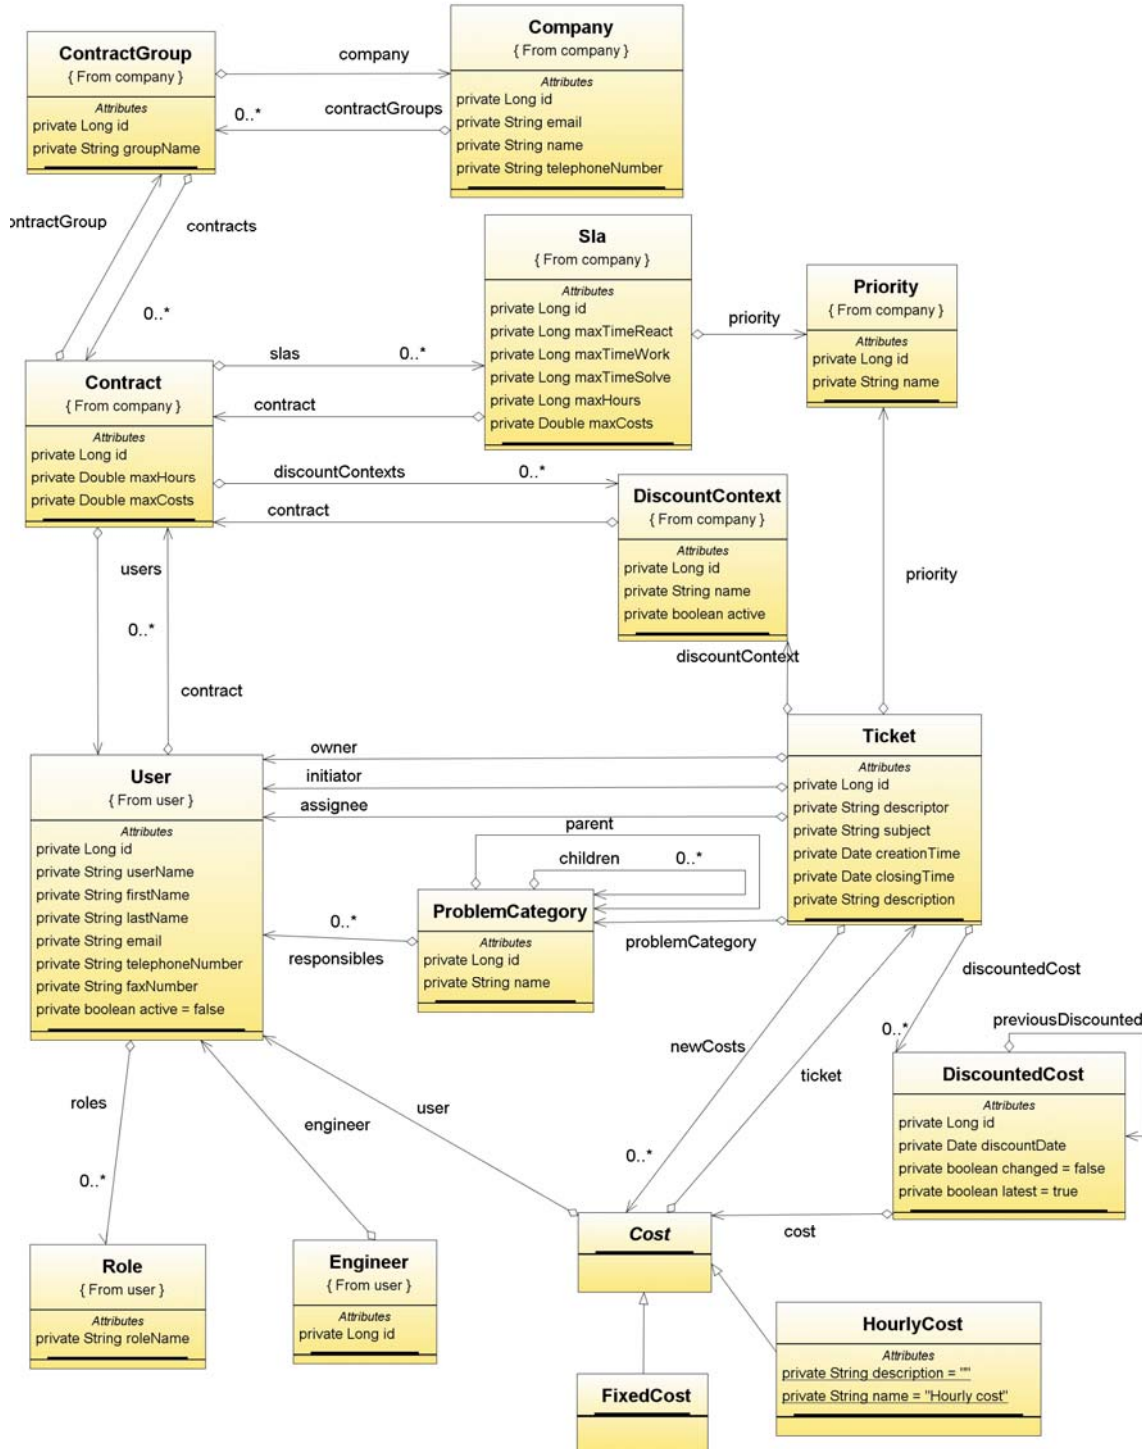 ContractGroup
{ From company }
Attributes
private Long id
private String groupName
company
0..*
contractGroups
Company
{ From company }
Attributes
private Long id
private String email
private String name
private String telephoneNumber
ontractGroup
contracts
0..*
Sla
{ From company }
Attributes
private Long id
private Long maxTimeReact
private Long maxTimeWork
private Long maxTimeSolve
private Long maxHours
private Double maxCosts
priority
Priority
{ From company }
Attributes
private Long id
private String name
Contract
{ From company }
Attributes
private Long id
private Double maxHours
private Double maxCosts
slas
0..*
contract
discountContexts
0..*
contract
DiscountContext
{ From company }
Attributes
private Long id
private String name
private boolean active
priority
users
0..*
contract
discountContext
User
{ From user }
Attributes
private Long id
private String userName
private String firstName
private String lastName
private String email
private String telephoneNumber
private String faxNumber
private boolean active = false
owner
initiator
assignee
Ticket
Attributes
private Long id
private String descriptor
private String subject
private Date creationTime
private Date closingTime
private String description
parent
children
0..*
ProblemCategory
Attributes
private Long id
private String name
0..*
responsibles
problemCategory
discountedCost
0..*
previousDiscounted
newCosts
0..*
ticket
DiscountedCost
Attributes
private Long id
private Date discountDate
private boolean changed = false
private boolean latest = true
roles
0..*
engineer
user
cost
Role
{ From user }
Attributes
private String roleName
Engineer
{ From user }
Attributes
private Long id
Cost
FixedCost
HourlyCost
Attributes
private String description = ""
private String name = "Hourly cost"